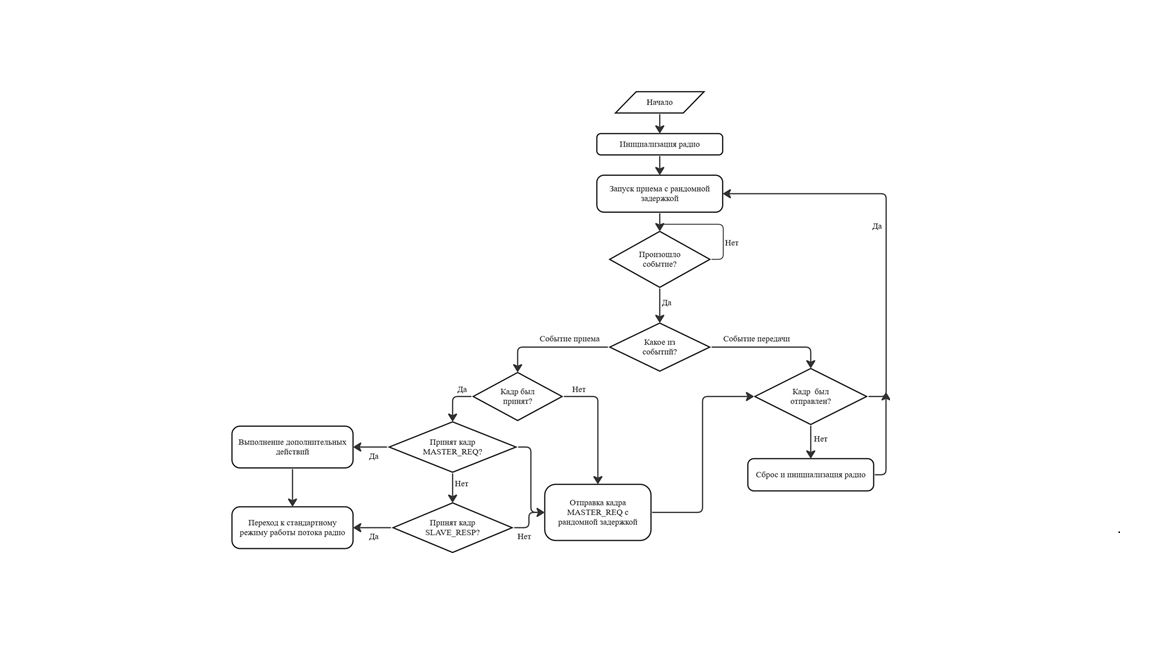 Начало
Инициализация радио
Запуск приема с рандомной
задержкой
Да
Нет
Произошло
событие?
Да
Событие приема
Какое из
событий?
Событие передачи
Да
Кадр был
принят?
Нет
Кадр был
отправлен?
Нет
Выполнение дополнительных
действий
Да
Принят кадр
MASTER_REQ?
Нет
Сброс и инициализация радио
Переход к стандартному
режиму работы потока радио
Да
Принят кадр
SLAVE_RESP?
Нет
Отправка кадра
MASTER_REQ с
рандомной задержкой